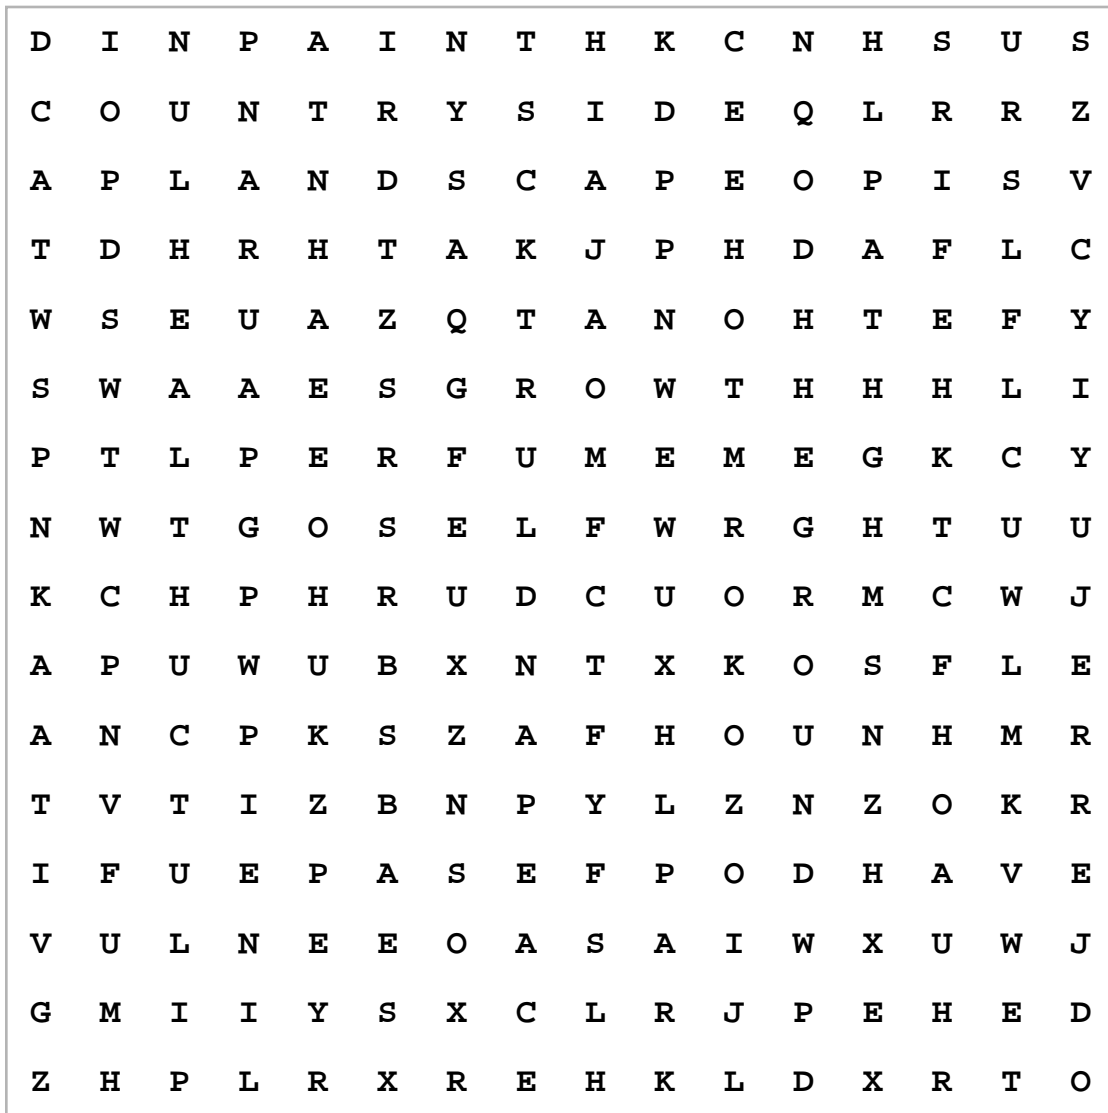 D I N P A I N T H K C N H S U S
C O U N T R Y S I D E Q L R R Z
A P L A N D S C A P E O P I S V
T D H R H T A K J P H D A F L C
W S E U A Z Q T A N O H T E F Y
S W A A E S G R O W T H H H L I
P T L P E R F U M E M E G K C Y
N W T G O S E L F W R G H T U U
K C H P H R U D C U O R M C W J
A P U W U B X N T X K O S F L E
A N C P K S Z A F H O U N H M R
T V T I Z B N P Y L Z N Z O K R
I F U E P A S E F P O D H A V E
V U L N E E O A S A I W X U W J
G M I I Y S X C L R J P E H E D
Z H P L R X R E H K L D X R T O